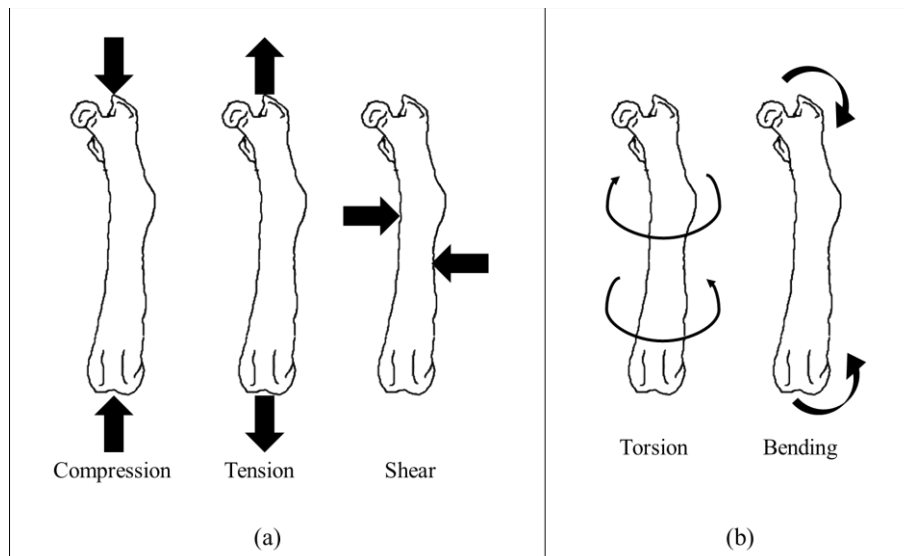 Compression
Tension
Shear
(a)
Torsion
Bending
(b)